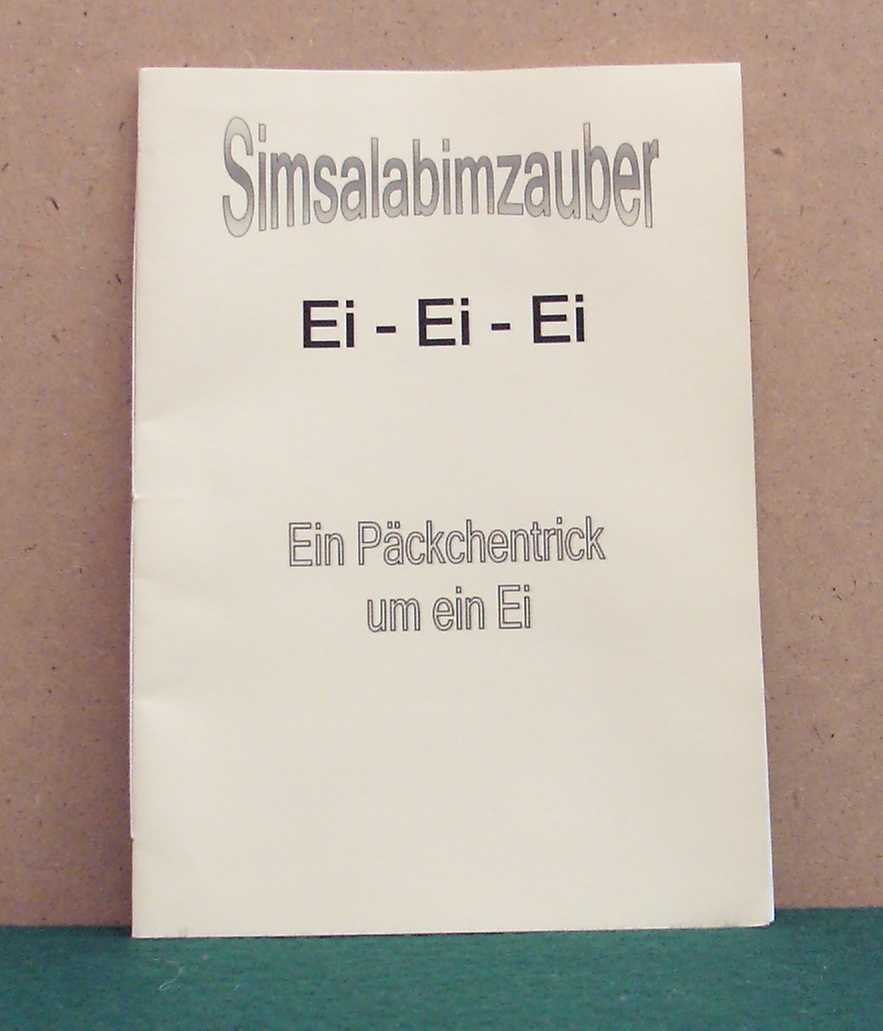 Simsalabimzauber
Ei - Ei - Ei
Ein Päckchentrick
um ein Ei